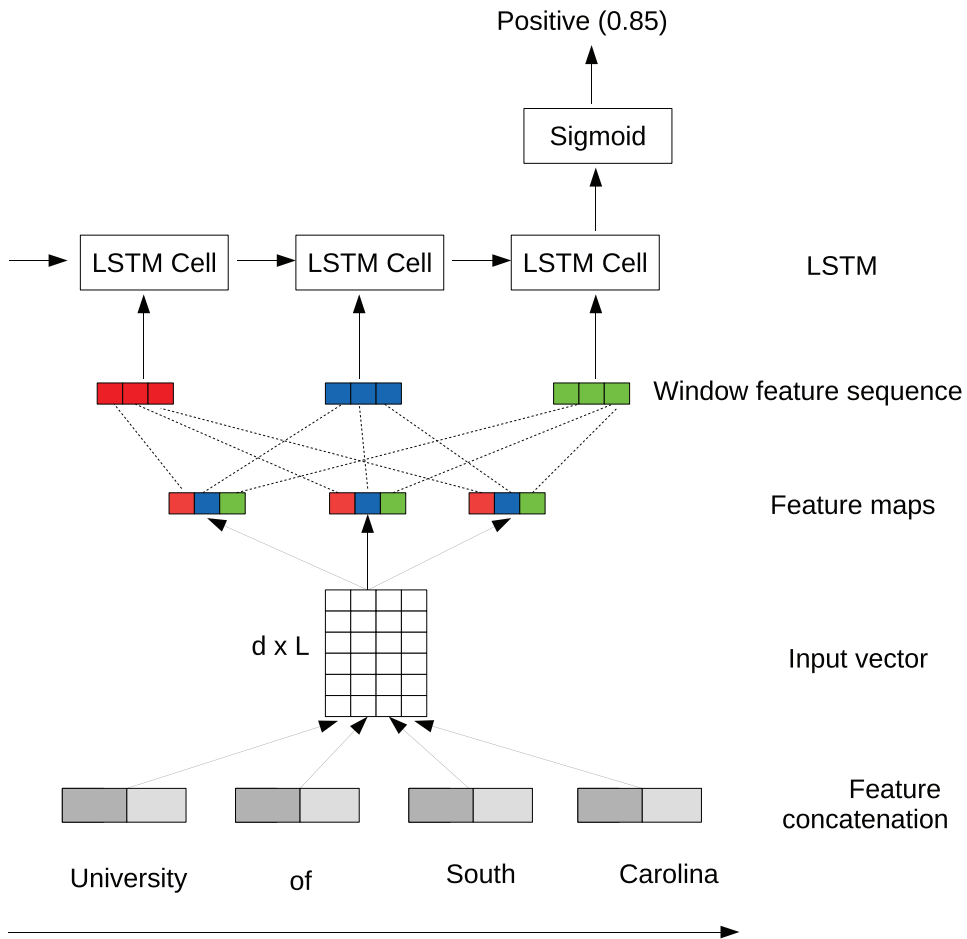 Positive (0.85)
Sigmoid
LSTM Cell
LSTM Cell
LSTM Cell
LSTM
Window feature sequence
Feature maps
d x L
Input vector
Feature
concatenation
University
of
South
Carolina